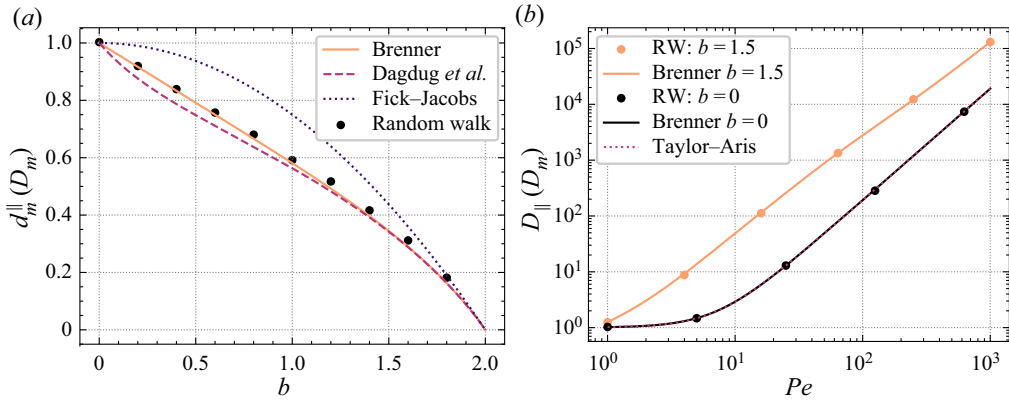 (a)
1.0
0.8
0.6
0.4
0.2
0
d_m^∥ (D_m)
Brenner
Dagdug et al.
Fick–Jacobs
Random walk
0
0.5
1.0
1.5
2.0
b
(b)
10^5
10^4
10^3
10^2
10^1
10^0
D_∥ (D_m)
RW: b = 1.5
Brenner b = 1.5
RW: b = 0
Brenner b = 0
Taylor–Aris
10^0
10^1
10^2
10^3
Pe